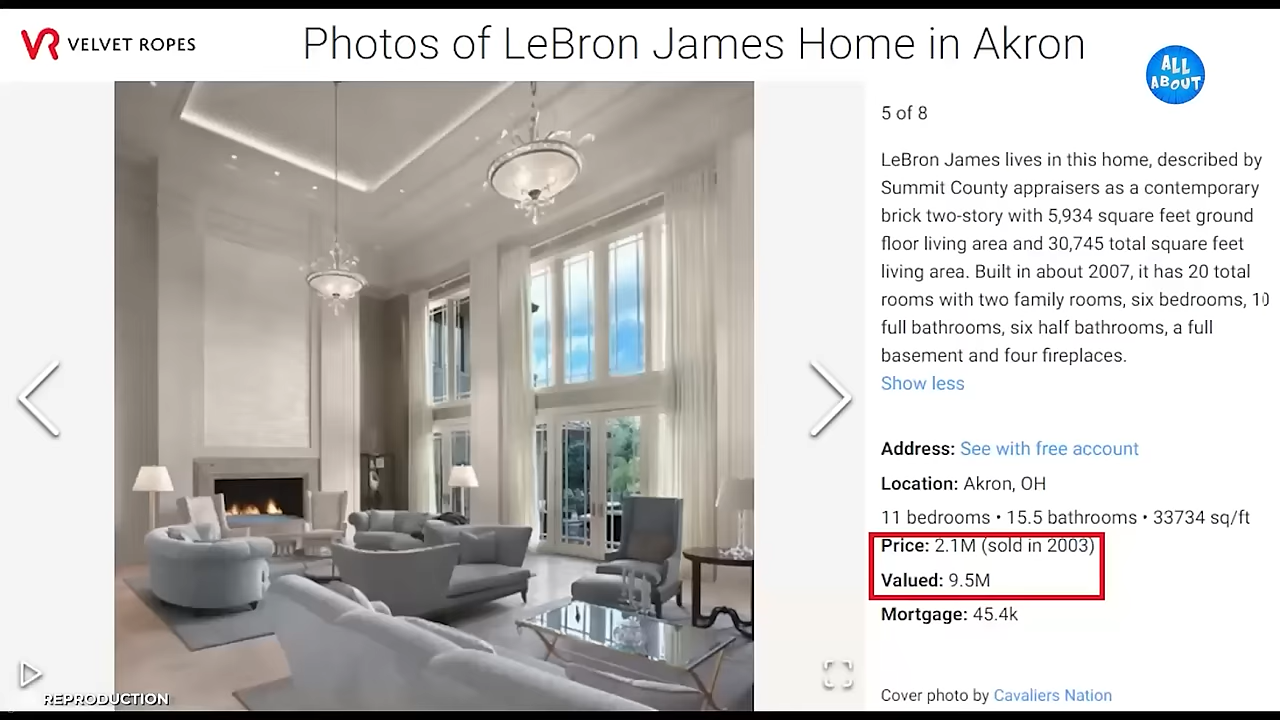 VR VELVET ROPES
Photos of LeBron James Home in Akron
ALL
ABOUT
5 of 8
LeBron James lives in this home, described by
Summit County appraisers as a contemporary
brick two-story with 5,934 square feet ground
floor living area and 30,745 total square feet
living area. Built in about 2007, it has 20 total
rooms with two family rooms, six bedrooms, 10
full bathrooms, six half bathrooms, a full
basement and four fireplaces.
Show less
Address: See with free account
Location: Akron, OH
11 bedrooms • 15.5 bathrooms • 33734 sq/ft
Price: 2.1M (sold in 2003)
Valued: 9.5M
Mortgage: 45.4k
Cover photo by Cavaliers Nation
REPRODUCTION